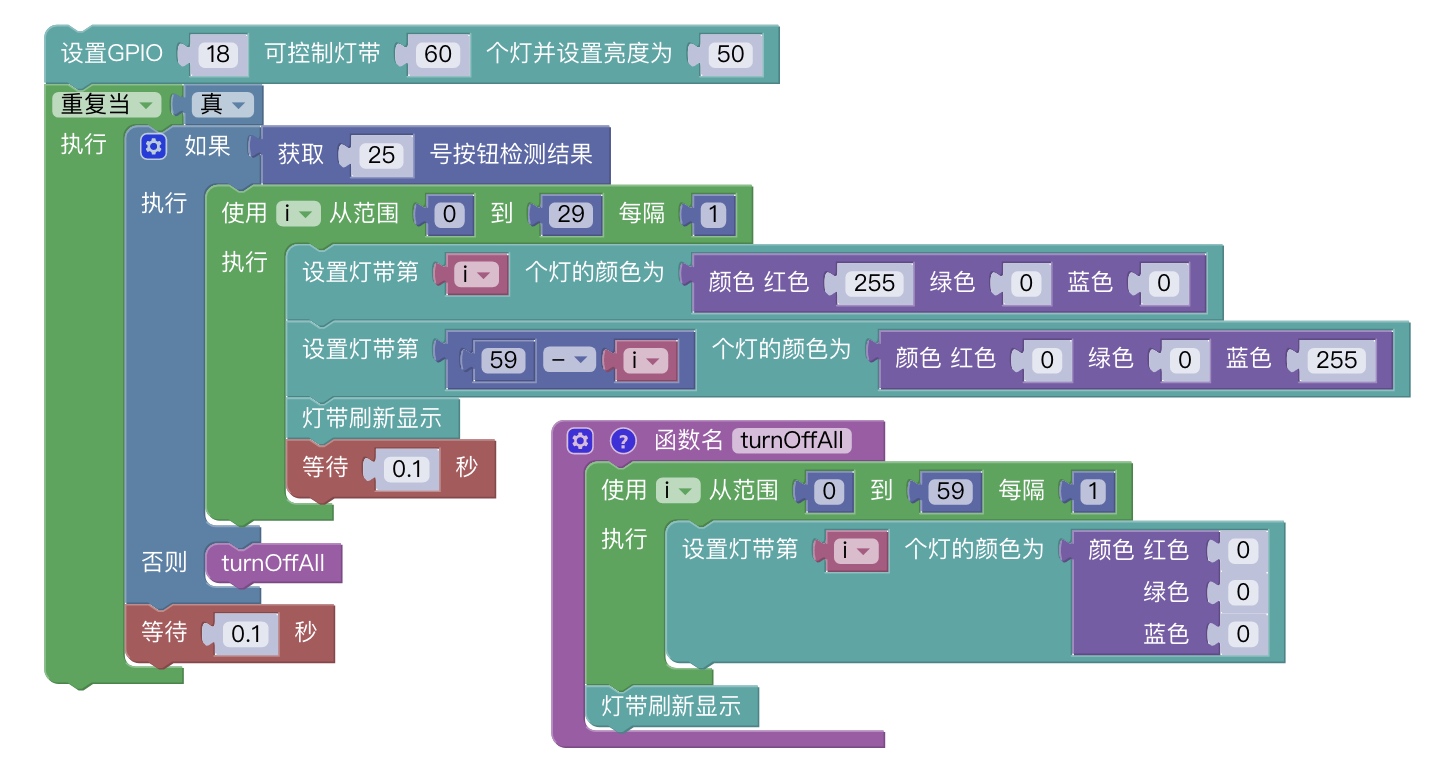 设置GPIO 18 可控制灯带 60 个灯并设置亮度为 50
重复当 真
执行 如果 获取 25 号按钮检测结果
执行 使用 i 从范围 0 到 29 每隔 1
执行 设置灯带第 i 个灯的颜色为 颜色 红色 255 绿色 0 蓝色 0
设置灯带第 59 - i 个灯的颜色为 颜色 红色 0 绿色 0 蓝色 255
灯带刷新显示
等待 0.1 秒
否则 turnOffAll
等待 0.1 秒
? 函数名 turnOffAll
使用 i 从范围 0 到 59 每隔 1
执行 设置灯带第 i 个灯的颜色为 颜色 红色 0
绿色 0
蓝色 0
灯带刷新显示